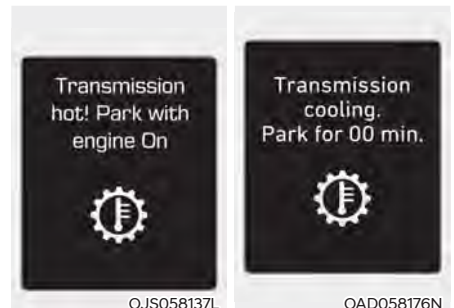 Transmission
hot! Park with
engine On
OJS058137L
Transmission
cooling.
Park for 00 min.
OAD058176N